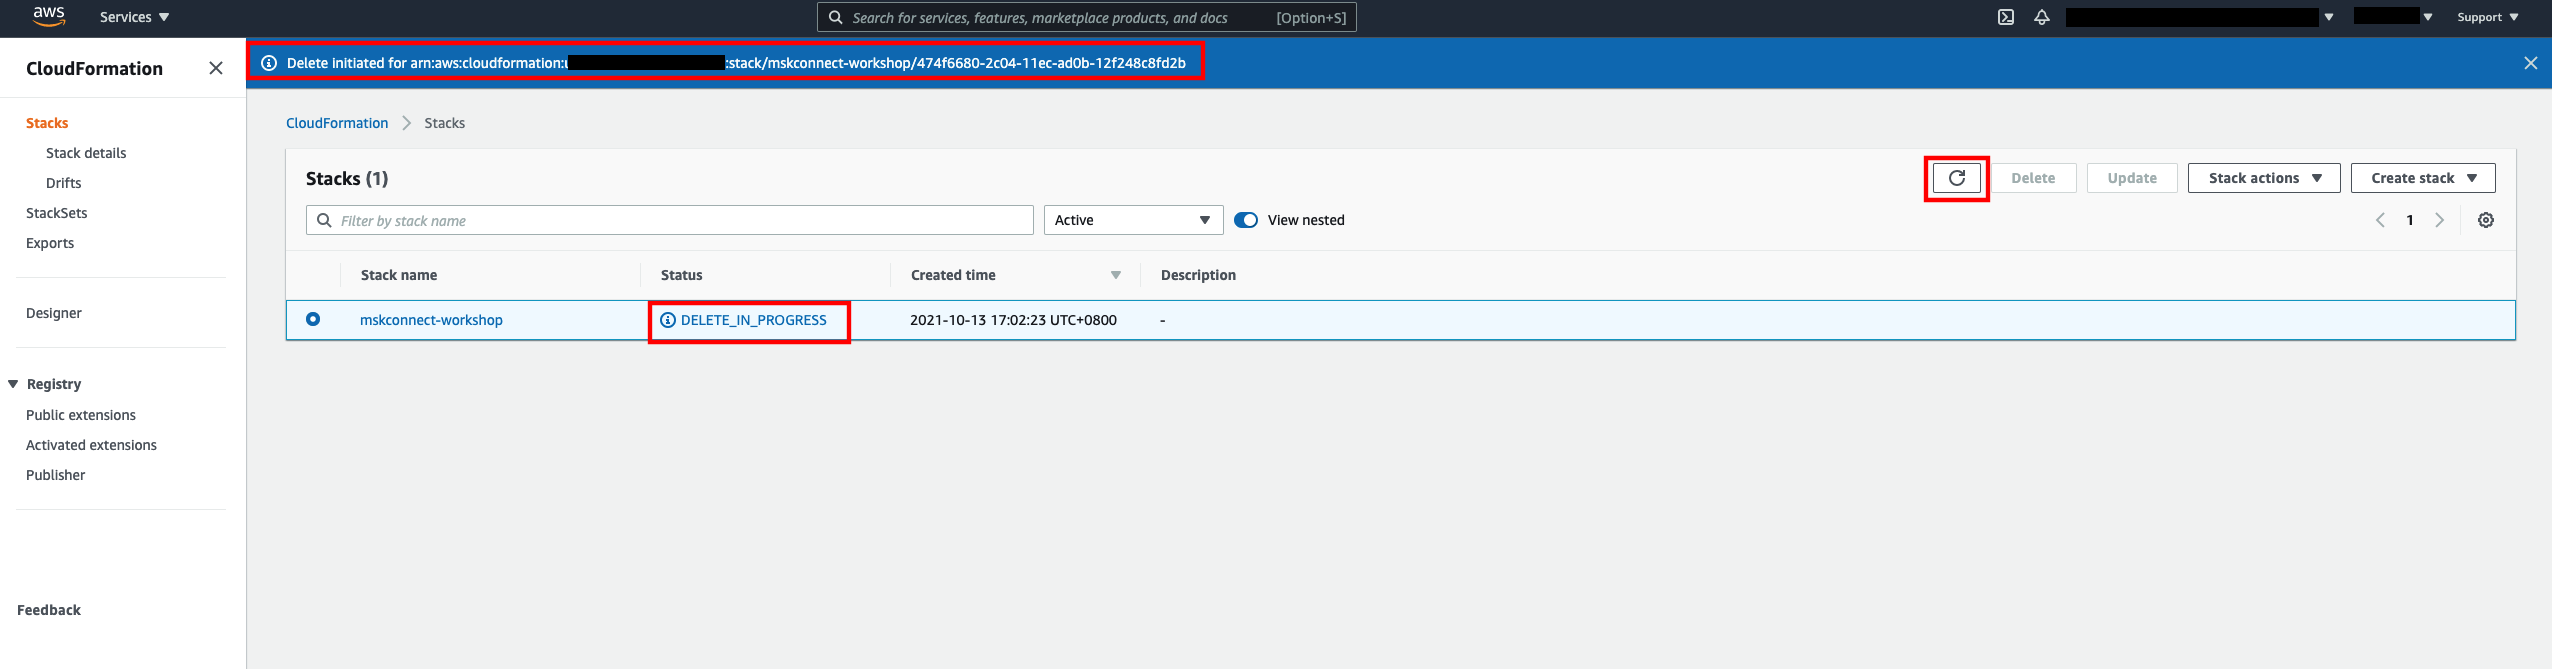 aws Services Search for services, features, marketplace products, and docs [Option+S] Support
CloudFormation
Delete initiated for arn:aws:cloudformation:u :stack/mskconnect-workshop/474f6680-2c04-11ec-ad0b-12f248c8fd2b
Stacks
Stack details
Drifts
StackSets
Exports
Designer
Registry
Public extensions
Activated extensions
Publisher
Feedback
CloudFormation Stacks
Stacks (1) Delete Update Stack actions Create stack
Filter by stack name Active View nested 1
Stack name Status Created time Description
mskconnect-workshop DELETE_IN_PROGRESS 2021-10-13 17:02:23 UTC+0800 -